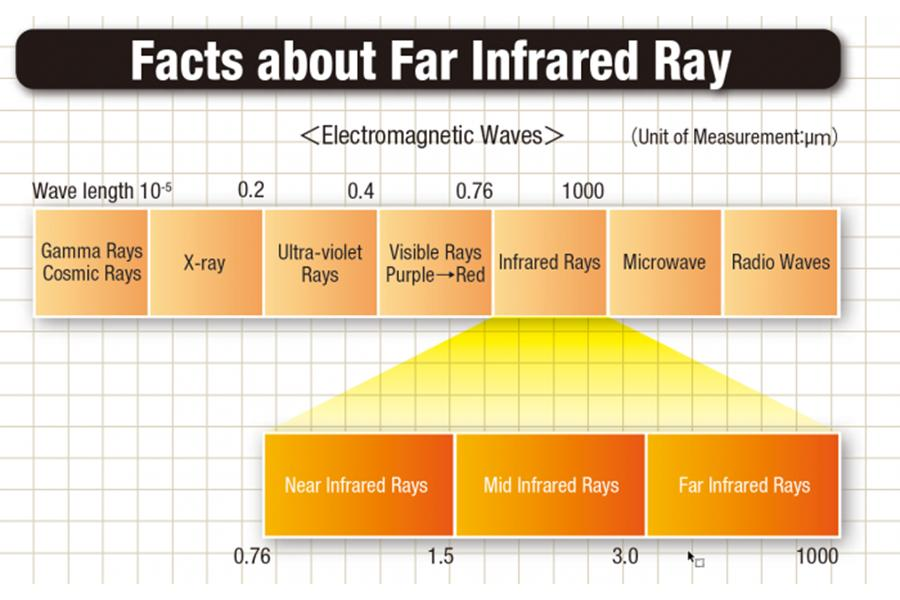 Facts about Far Infrared Ray
<Electromagnetic Waves> (Unit of Measurement:µm)
Wave length 10⁻⁵ 0.2 0.4 0.76 1000
Gamma Rays
Cosmic Rays
X-ray
Ultra-violet
Rays
Visible Rays
Purple→Red
Infrared Rays
Microwave
Radio Waves
Near Infrared Rays
Mid Infrared Rays
Far Infrared Rays
0.76 1.5 3.0 1000